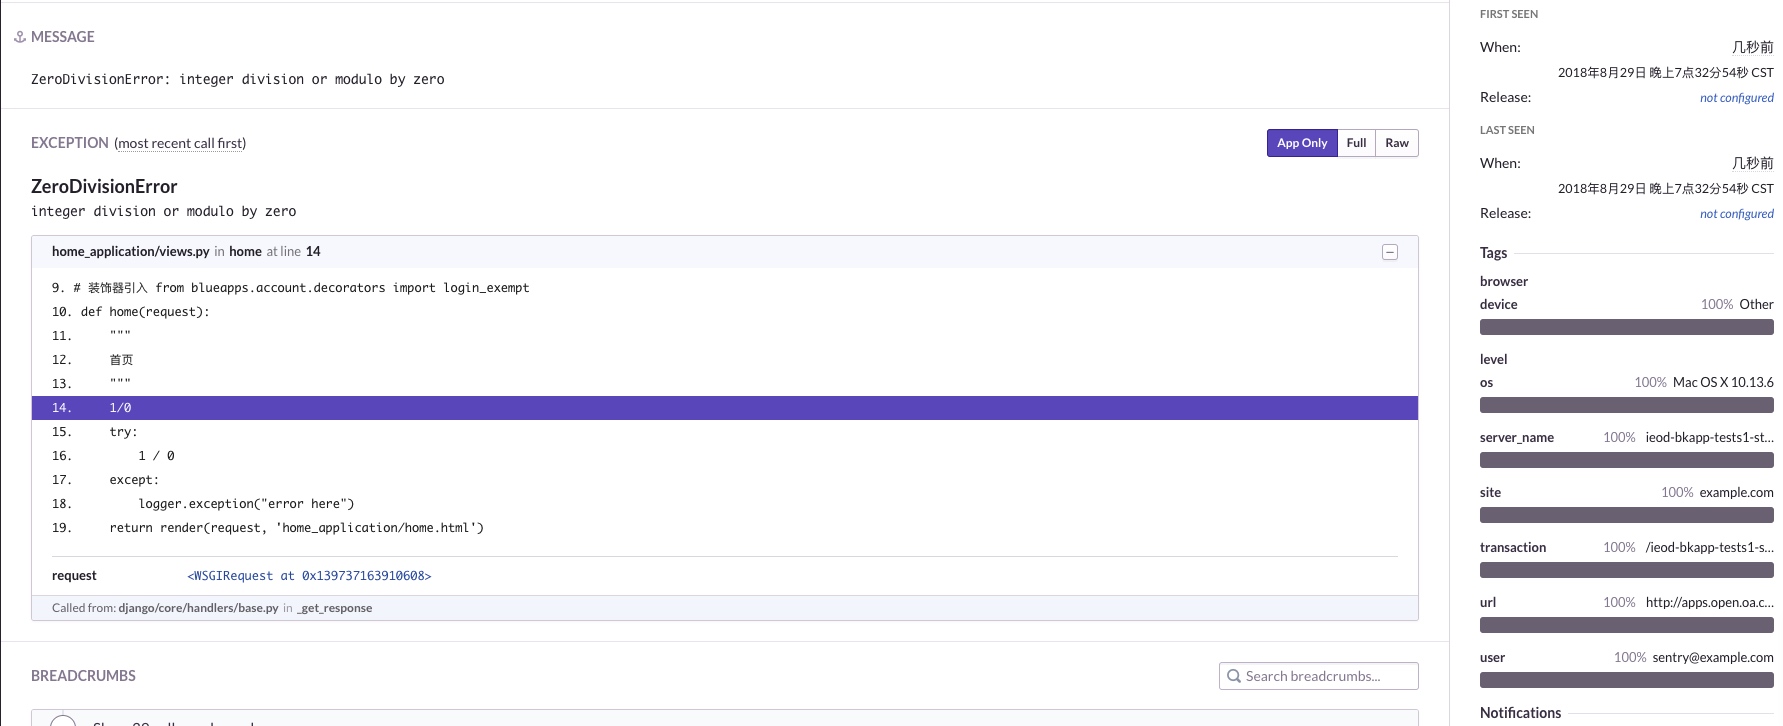 MESSAGE
ZeroDivisionError: integer division or modulo by zero
EXCEPTION (most recent call first)
App Only Full Raw
ZeroDivisionError
integer division or modulo by zero
home_application/views.py in home at line 14
9. # 装饰器引入 from blueapps.account.decorators import login_exempt
10. def home(request):
11. """
12. 首页
13. """
14. 1/0
15. try:
16. 1 / 0
17. except:
18. logger.exception("error here")
19. return render(request, 'home_application/home.html')
request <WSGIRequest at 0x139737163910608>
Called from: django/core/handlers/base.py in _get_response
BREADCRUMBS
Search breadcrumbs...
FIRST SEEN
When: 几秒前
2018年8月29日 晚上7点32分54秒 CST
Release: not configured
LAST SEEN
When: 几秒前
2018年8月29日 晚上7点32分54秒 CST
Release: not configured
Tags
browser
device 100% Other
level
os 100% Mac OS X 10.13.6
server_name 100% ieod-bkapp-tests1-st...
site 100% example.com
transaction 100% /ieod-bkapp-tests1-s...
url 100% http://apps.open.oa.c...
user 100% sentry@example.com
Notifications